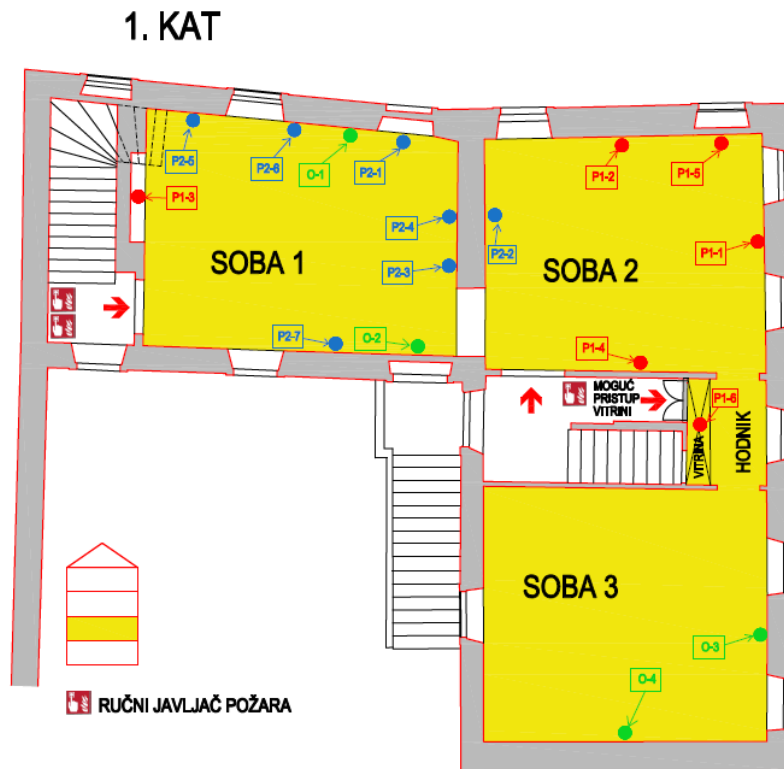 1. KAT
P2-5
P2-6
O-1
P2-1
P1-2
P1-5
P1-3
P2-4
P2-2
P1-1
SOBA 1
P2-3
SOBA 2
P2-7
O-2
P1-4
MOGUĆ
PRISTUP
VITRINI
P1-6
VITRINA
HODNIK
SOBA 3
O-3
O-4
RUČNI JAVLJAČ POŽARA